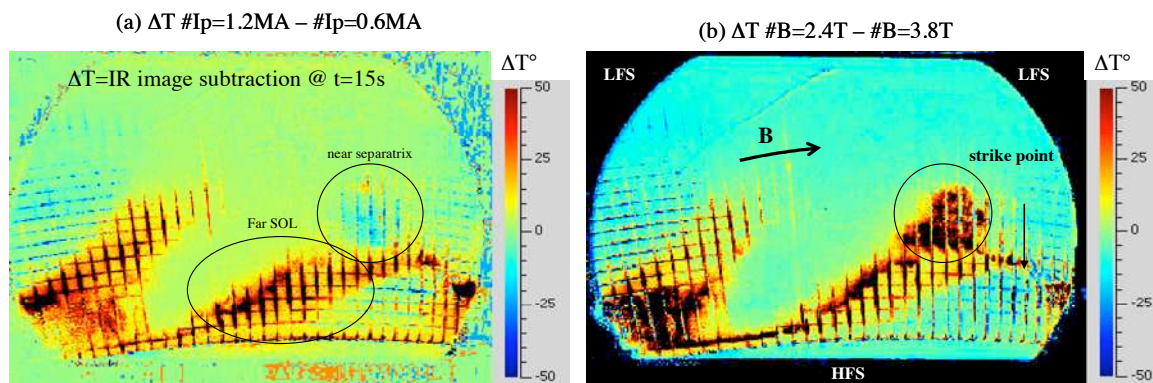 (a) ΔT #Ip=1.2MA – #Ip=0.6MA
ΔT=IR image subtraction @ t=15s
near separatrix
Far SOL
ΔT°
50
25
0
-25
-50
(b) ΔT #B=2.4T – #B=3.8T
LFS
LFS
B
strike point
HFS
ΔT°
50
25
0
-25
-50